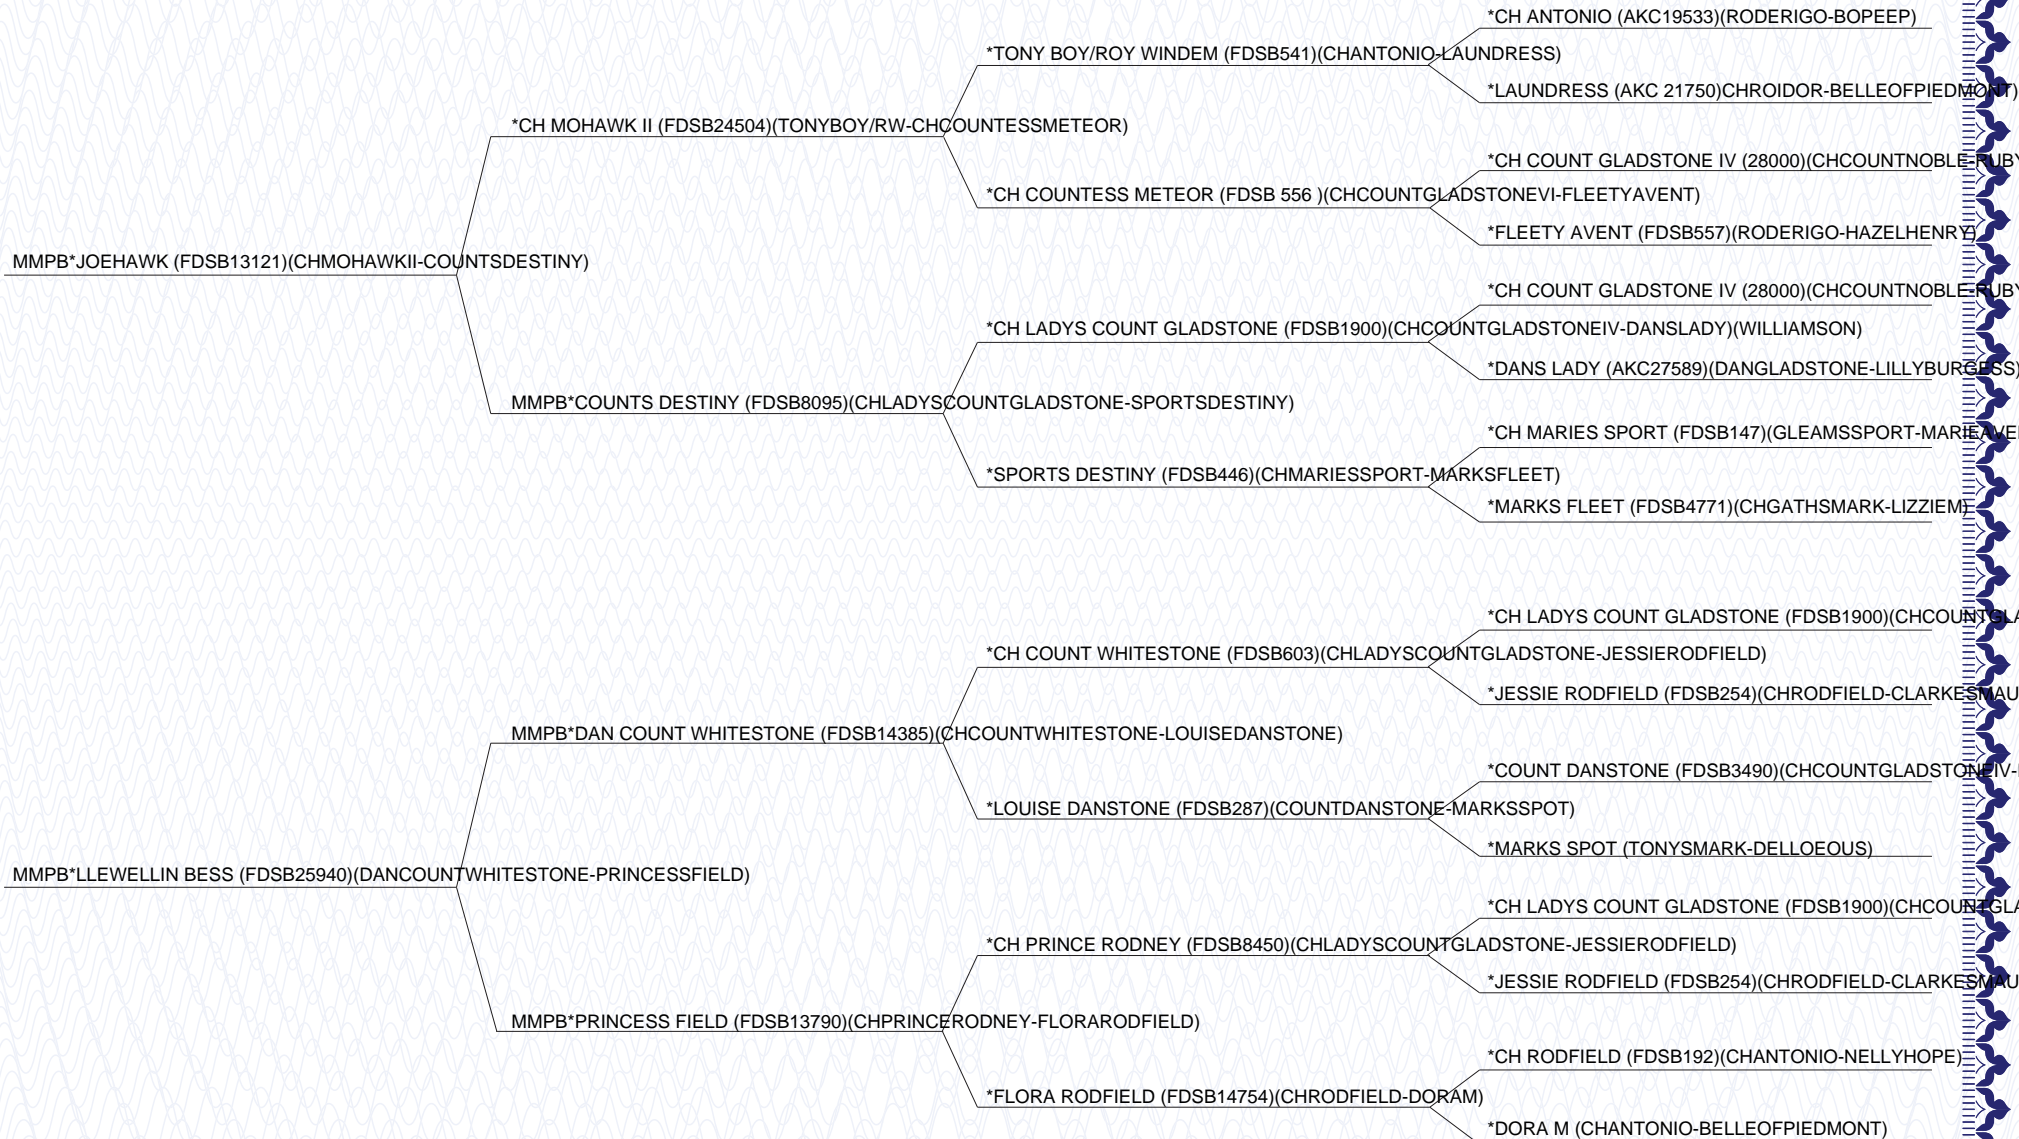 *CH ANTONIO (AKC19533)(RODERIGO-BOPEEP)
*TONY BOY/ROY WINDEM (FDSB541)(CHANTONIO-LAUNDRESS)
*LAUNDRESS (AKC 21750)CHROIDOR-BELLEOFPIEDMONT)
*CH MOHAWK II (FDSB24504)(TONYBOY/RW-CHCOUNTESSMETEOR)
*CH COUNT GLADSTONE IV (28000)(CHCOUNTNOBLE-RUBY
*CH COUNTESS METEOR (FDSB 556 )(CHCOUNTGLADSTONEVI-FLEETYAVENT)
*FLEETY AVENT (FDSB557)(RODERIGO-HAZELHENRY)
MMPB*JOEHAWK (FDSB13121)(CHMOHAWKII-COUNTSDESTINY)
*CH COUNT GLADSTONE IV (28000)(CHCOUNTNOBLE-RUBY
*CH LADYS COUNT GLADSTONE (FDSB1900)(CHCOUNTGLADSTONEIV-DANSLADY)(WILLIAMSON)
*DANS LADY (AKC27589)(DANGLADSTONE-LILLYBURGESS)
MMPB*COUNTS DESTINY (FDSB8095)(CHLADYSCOUNTGLADSTONE-SPORTSDESTINY)
*CH MARIES SPORT (FDSB147)(GLEAMSSPORT-MARIEAVE
*SPORTS DESTINY (FDSB446)(CHMARIESSPORT-MARKSFLEET)
*MARKS FLEET (FDSB4771)(CHGATHSMARK-LIZZIEM)
*CH LADYS COUNT GLADSTONE (FDSB1900)(CHCOUNTGLA
*CH COUNT WHITESTONE (FDSB603)(CHLADYSCOUNTGLADSTONE-JESSIERODFIELD)
*JESSIE RODFIELD (FDSB254)(CHRODFIELD-CLARKESMAU
MMPB*DAN COUNT WHITESTONE (FDSB14385)(CHCOUNTWHITESTONE-LOUISEDANSTONE)
*COUNT DANSTONE (FDSB3490)(CHCOUNTGLADSTONEIV-
*LOUISE DANSTONE (FDSB287)(COUNTDANSTONE-MARKSSPOT)
*MARKS SPOT (TONYSMARK-DELLOEOUS)
MMPB*LLEWELLIN BESS (FDSB25940)(DANCOUNTWHITESTONE-PRINCESSFIELD)
*CH LADYS COUNT GLADSTONE (FDSB1900)(CHCOUNTGLA
*CH PRINCE RODNEY (FDSB8450)(CHLADYSCOUNTGLADSTONE-JESSIERODFIELD)
*JESSIE RODFIELD (FDSB254)(CHRODFIELD-CLARKESMAU
MMPB*PRINCESS FIELD (FDSB13790)(CHPRINCERODNEY-FLORARODFIELD)
*CH RODFIELD (FDSB192)(CHANTONIO-NELLYHOPE)
*FLORA RODFIELD (FDSB14754)(CHRODFIELD-DORAM)
*DORA M (CHANTONIO-BELLEOFPIEDMONT)